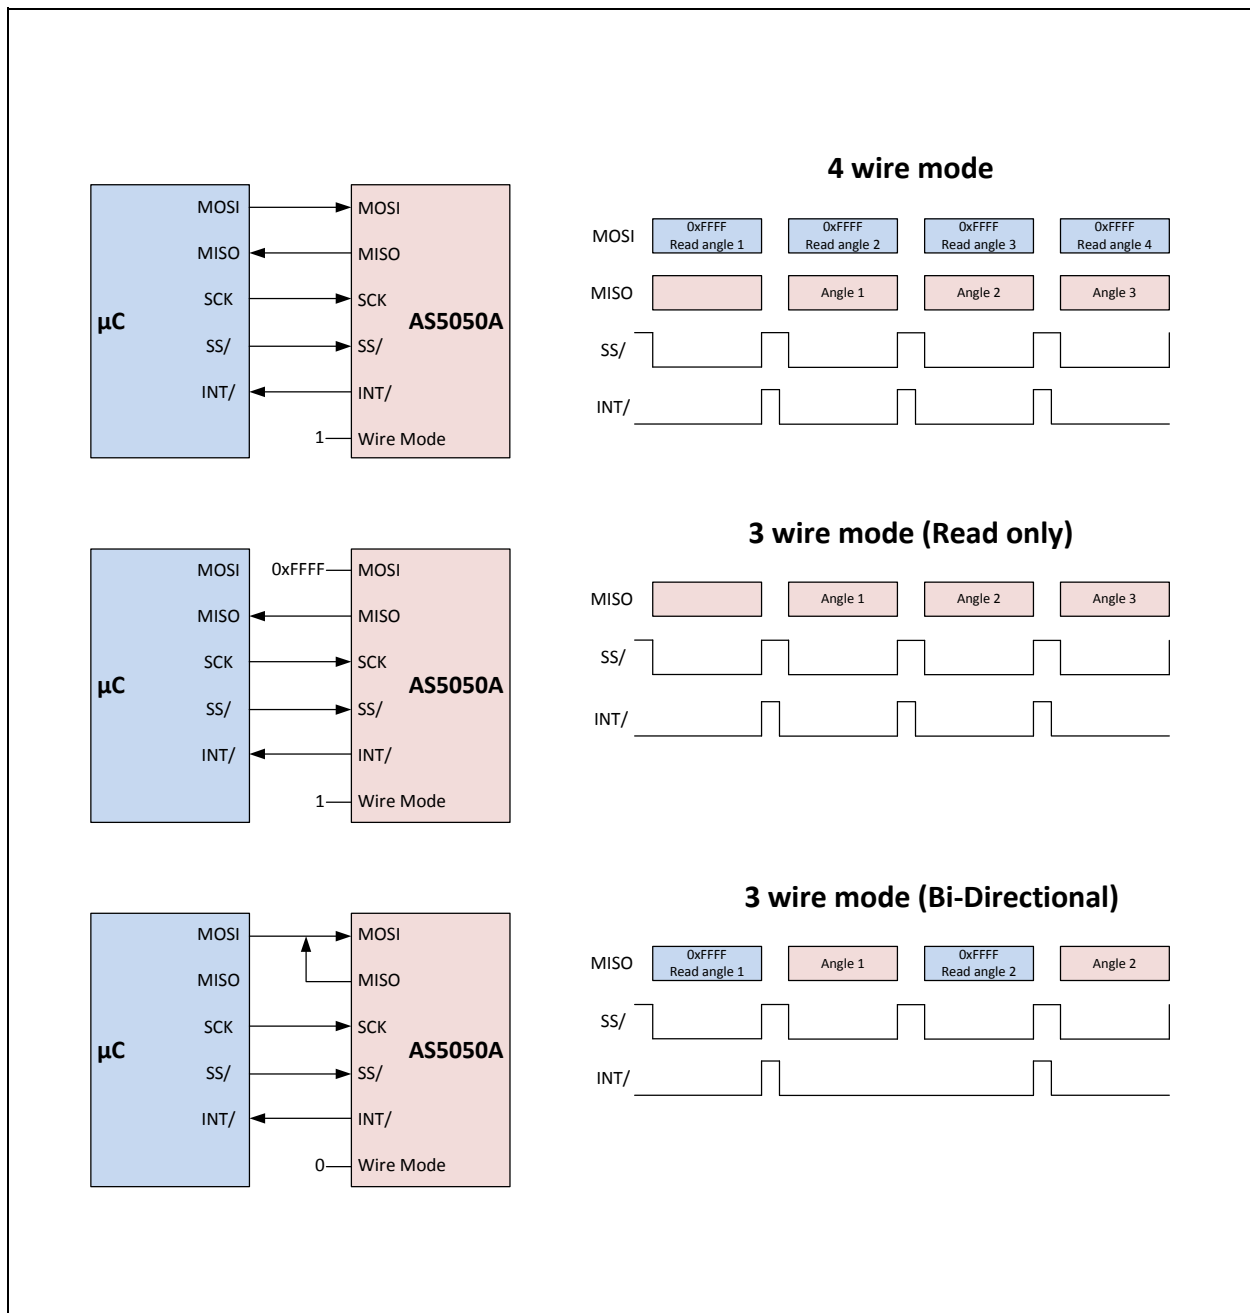 4 wire mode
MOSI MOSI
MISO MISO
SCK SCK
µC AS5050A
SS/ SS/
INT/ INT/
1 Wire Mode
MOSI 0xFFFF 0xFFFF 0xFFFF 0xFFFF
Read angle 1 Read angle 2 Read angle 3 Read angle 4
MISO Angle 1 Angle 2 Angle 3
SS/
INT/
3 wire mode (Read only)
MOSI 0xFFFF MOSI
MISO MISO
SCK SCK
µC AS5050A
SS/ SS/
INT/ INT/
1 Wire Mode
MISO Angle 1 Angle 2 Angle 3
SS/
INT/
3 wire mode (Bi-Directional)
MOSI MOSI
MISO MISO
SCK SCK
µC AS5050A
SS/ SS/
INT/ INT/
0 Wire Mode
MISO 0xFFFF Angle 1 0xFFFF Angle 2
Read angle 1 Read angle 2
SS/
INT/